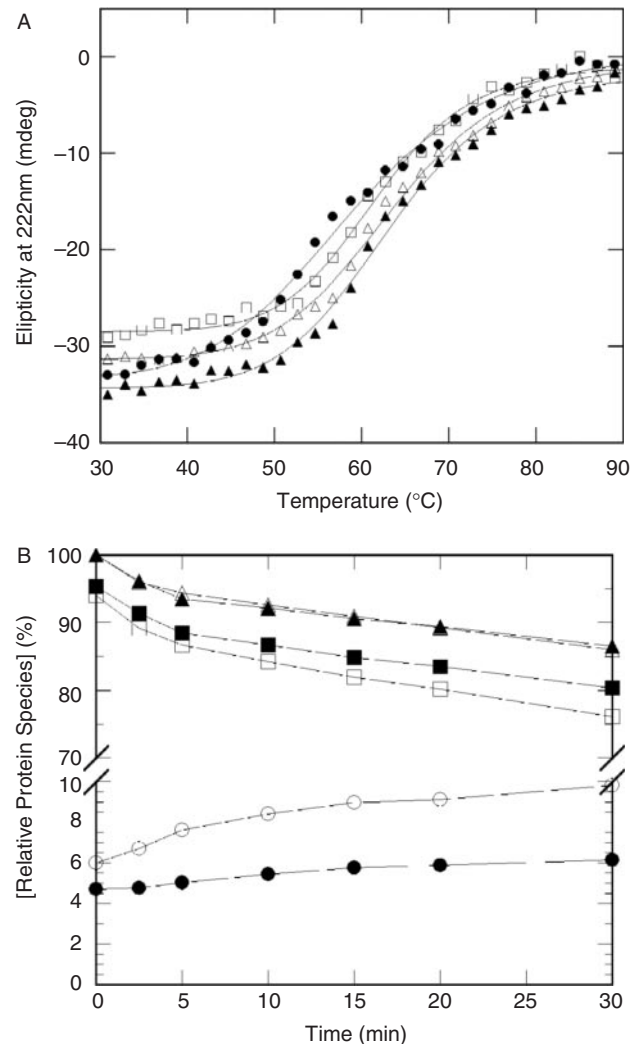 A
0
−10
−20
−30
−40
Elipticity at 222nm (mdeg)
30 40 50 60 70 80 90
Temperature (°C)
B
100
90
80
70
10
8
6
4
2
0
[Relative Protein Species] (%)
0 5 10 15 20 25 30
Time (min)